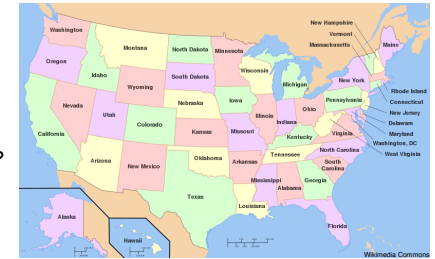 New Hampshire
Vermont
Massachusetts
Washington
Montana
North Dakota
Minnesota
Maine
Oregon
Idaho
South Dakota
Wisconsin
Michigan
New York
Wyoming
Rhode Island
Connecticut
Nebraska
Iowa
Pennsylvania
New Jersey
Nevada
Utah
Colorado
Illinois
Indiana
Ohio
Delaware
Maryland
California
Kansas
Missouri
Kentucky
Virginia
Washington, DC
West Virginia
Arizona
New Mexico
Oklahoma
Arkansas
Tennessee
North Carolina
South
Carolina
Mississippi
Alabama
Georgia
Texas
Louisiana
Alaska
Hawaii
Florida
Wikimedia Commons
?